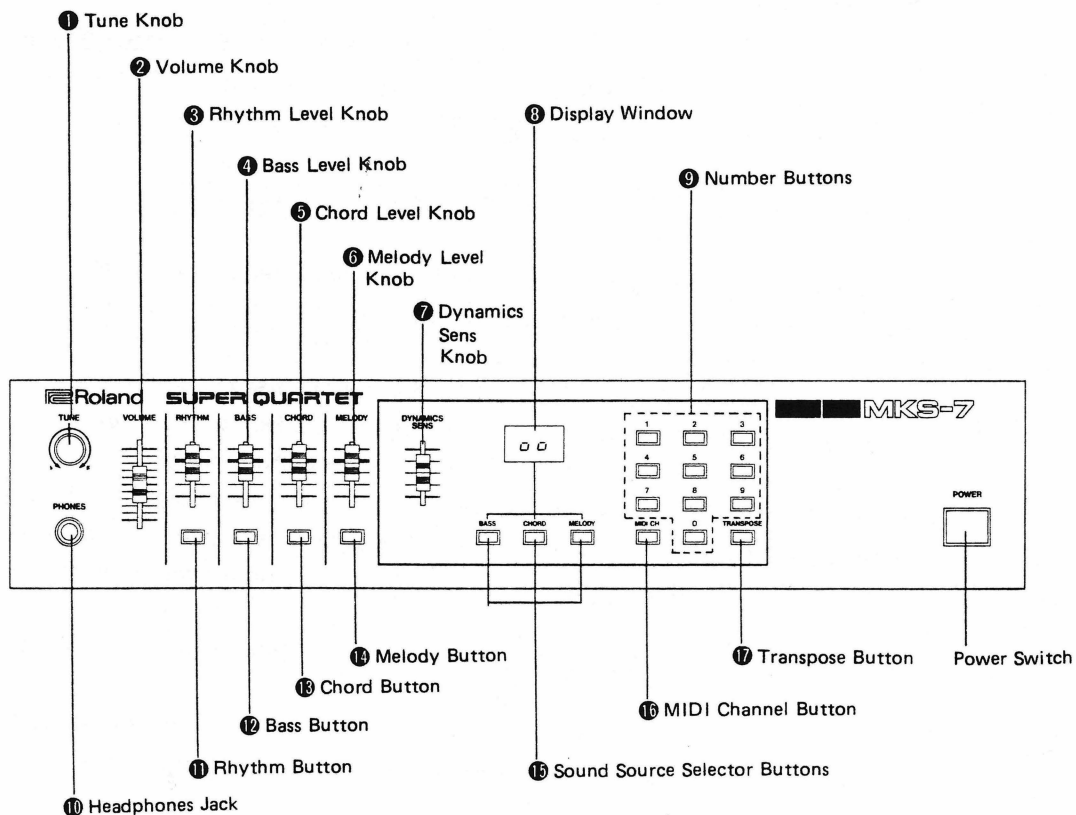 ❶ Tune Knob
❷ Volume Knob
❸ Rhythm Level Knob
❹ Bass Level Knob
❺ Chord Level Knob
❻ Melody Level
Knob
❼ Dynamics
Sens
Knob
❽ Display Window
❾ Number Buttons
Roland SUPER QUARTET
MKS-7
TUNE
VOLUME
RHYTHM
BASS
CHORD
MELODY
DYNAMICS
SENS
PHONES
1 2 3
4 5 6
7 8 9
BASS CHORD MELODY
MIDI CH 0 TRANSPOSE
POWER
⓮ Melody Button
⓭ Chord Button
⓬ Bass Button
⓫ Rhythm Button
❿ Headphones Jack
⓱ Transpose Button
Power Switch
⓰ MIDI Channel Button
⓯ Sound Source Selector Buttons